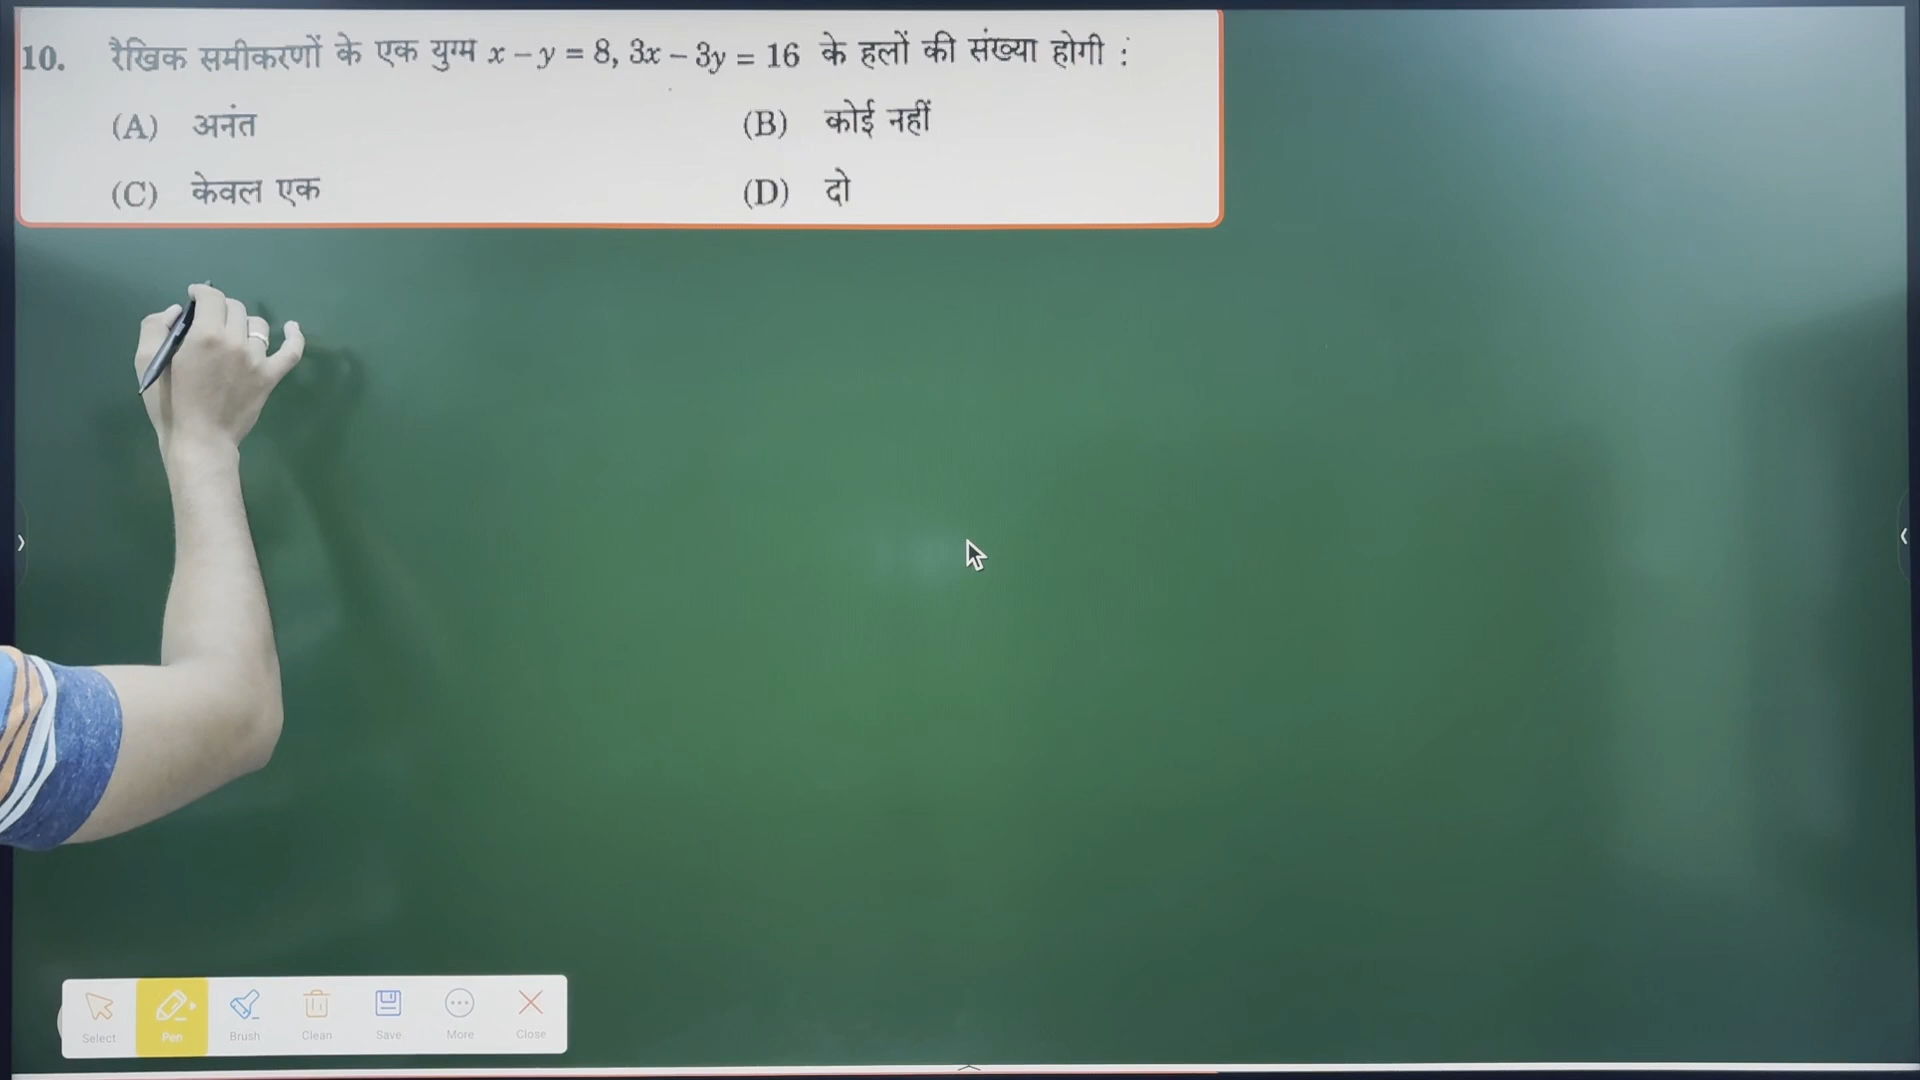 10. रैखिक समीकरणों के एक युग्म x – y = 8, 3x – 3y = 16 के हलों की संख्या होगी :
(A) अनंत (B) कोई नहीं
(C) केवल एक (D) दो
Select Pen Brush Clean Save More Close